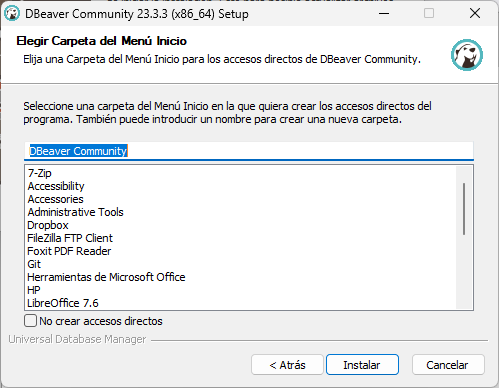 DBeaver Community 23.3.3 (x86_64) Setup
Elegir Carpeta del Menú Inicio
Elija una Carpeta del Menú Inicio para los accesos directos de DBeaver Community.
Seleccione una carpeta del Menú Inicio en la que quiera crear los accesos directos del
programa. También puede introducir un nombre para crear una nueva carpeta.
DBeaver Community
7-Zip
Accessibility
Accessories
Administrative Tools
Dropbox
FileZilla FTP Client
Foxit PDF Reader
Git
Herramientas de Microsoft Office
HP
LibreOffice 7.6
No crear accesos directos
Universal Database Manager
< Atrás
Instalar
Cancelar